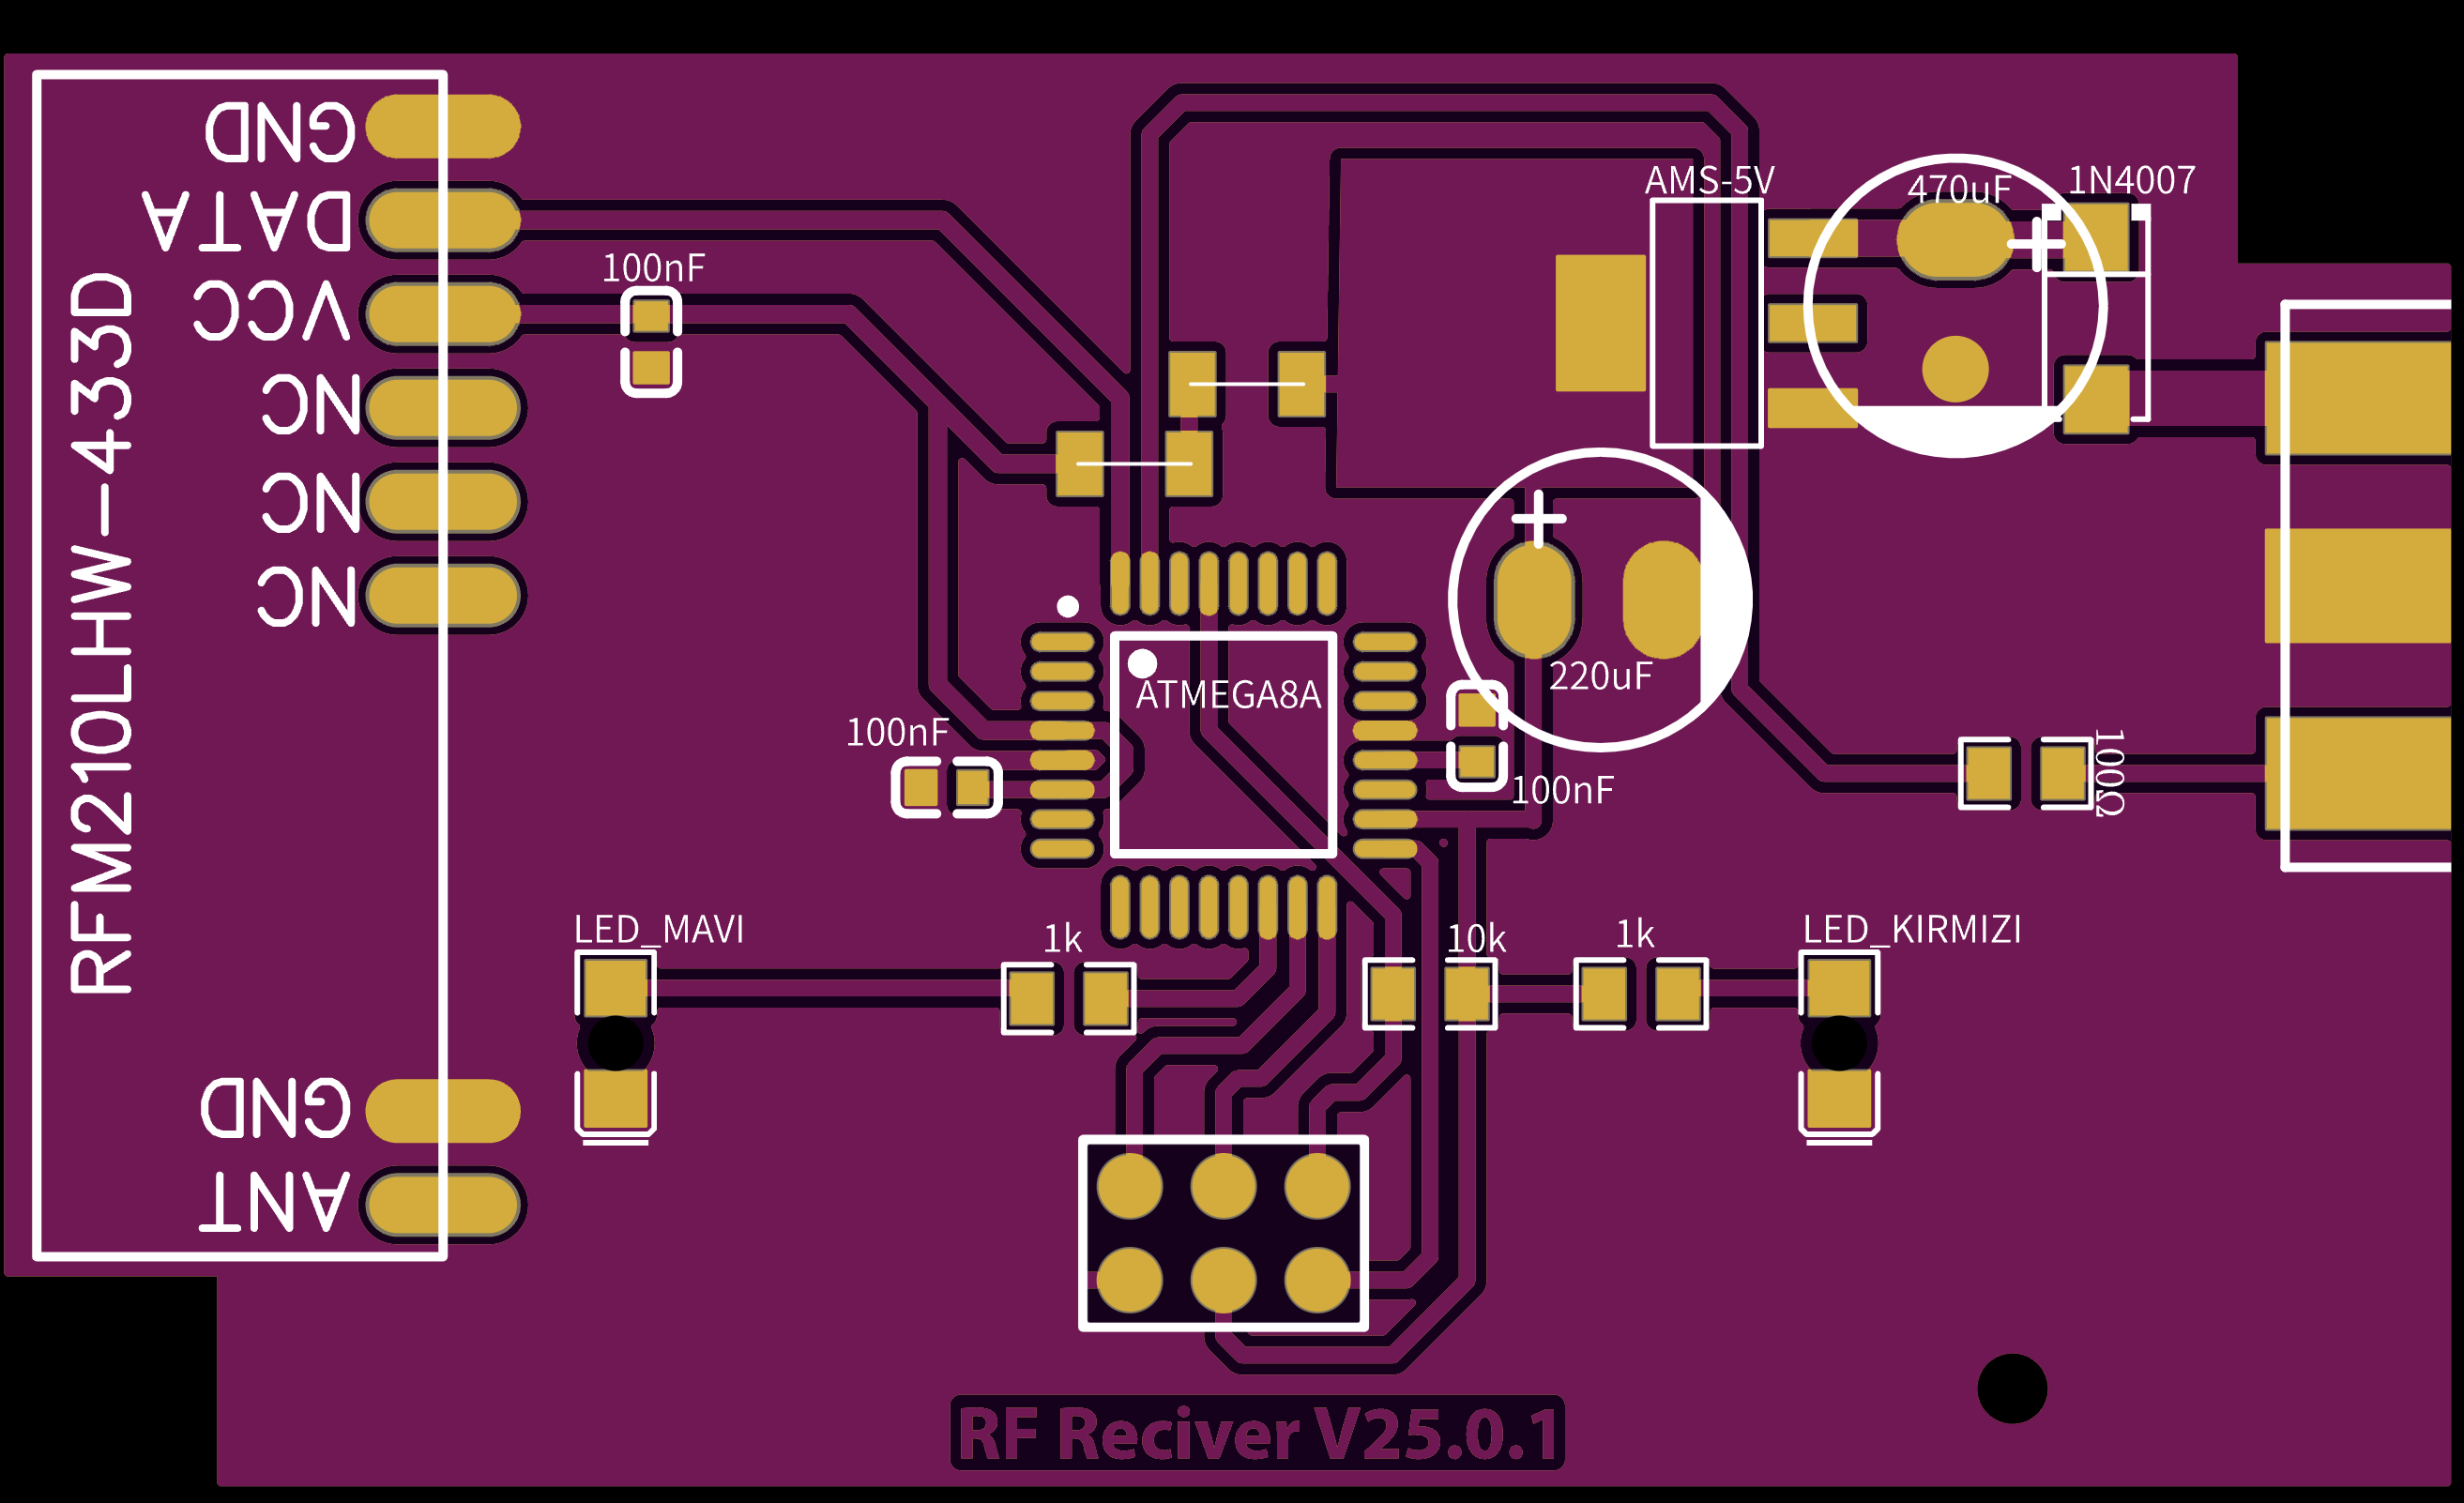 GND
DATA
VCC
NC
NC
NC
GND
ANT
RFM210LHW-433D
100nF
AMS-5V
470uF
1N4007
220uF
ATMEGA8A
100nF
100nF
100Ω
LED_MAVI
1k
10k
1k
LED_KIRMIZI
RF Reciver V25.0.1